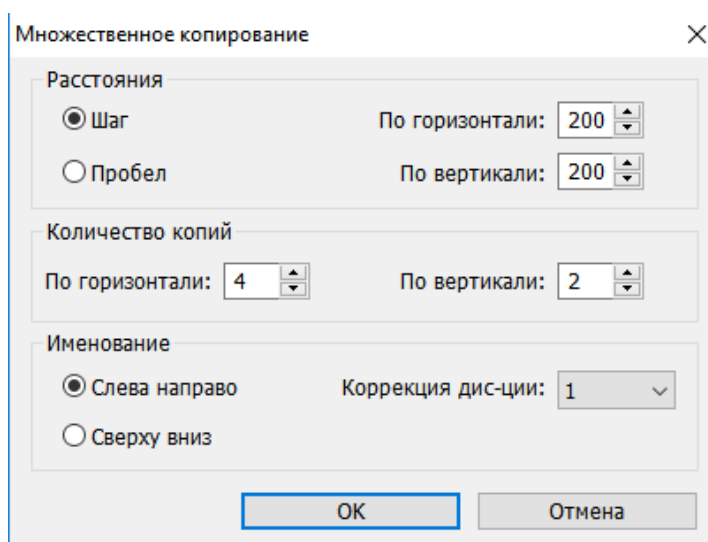 Множественное копирование
Расстояния
Шаг По горизонтали: 200
Пробел По вертикали: 200
Количество копий
По горизонтали: 4 По вертикали: 2
Именование
Слева направо Коррекция дис-ции: 1
Сверху вниз
OK Отмена